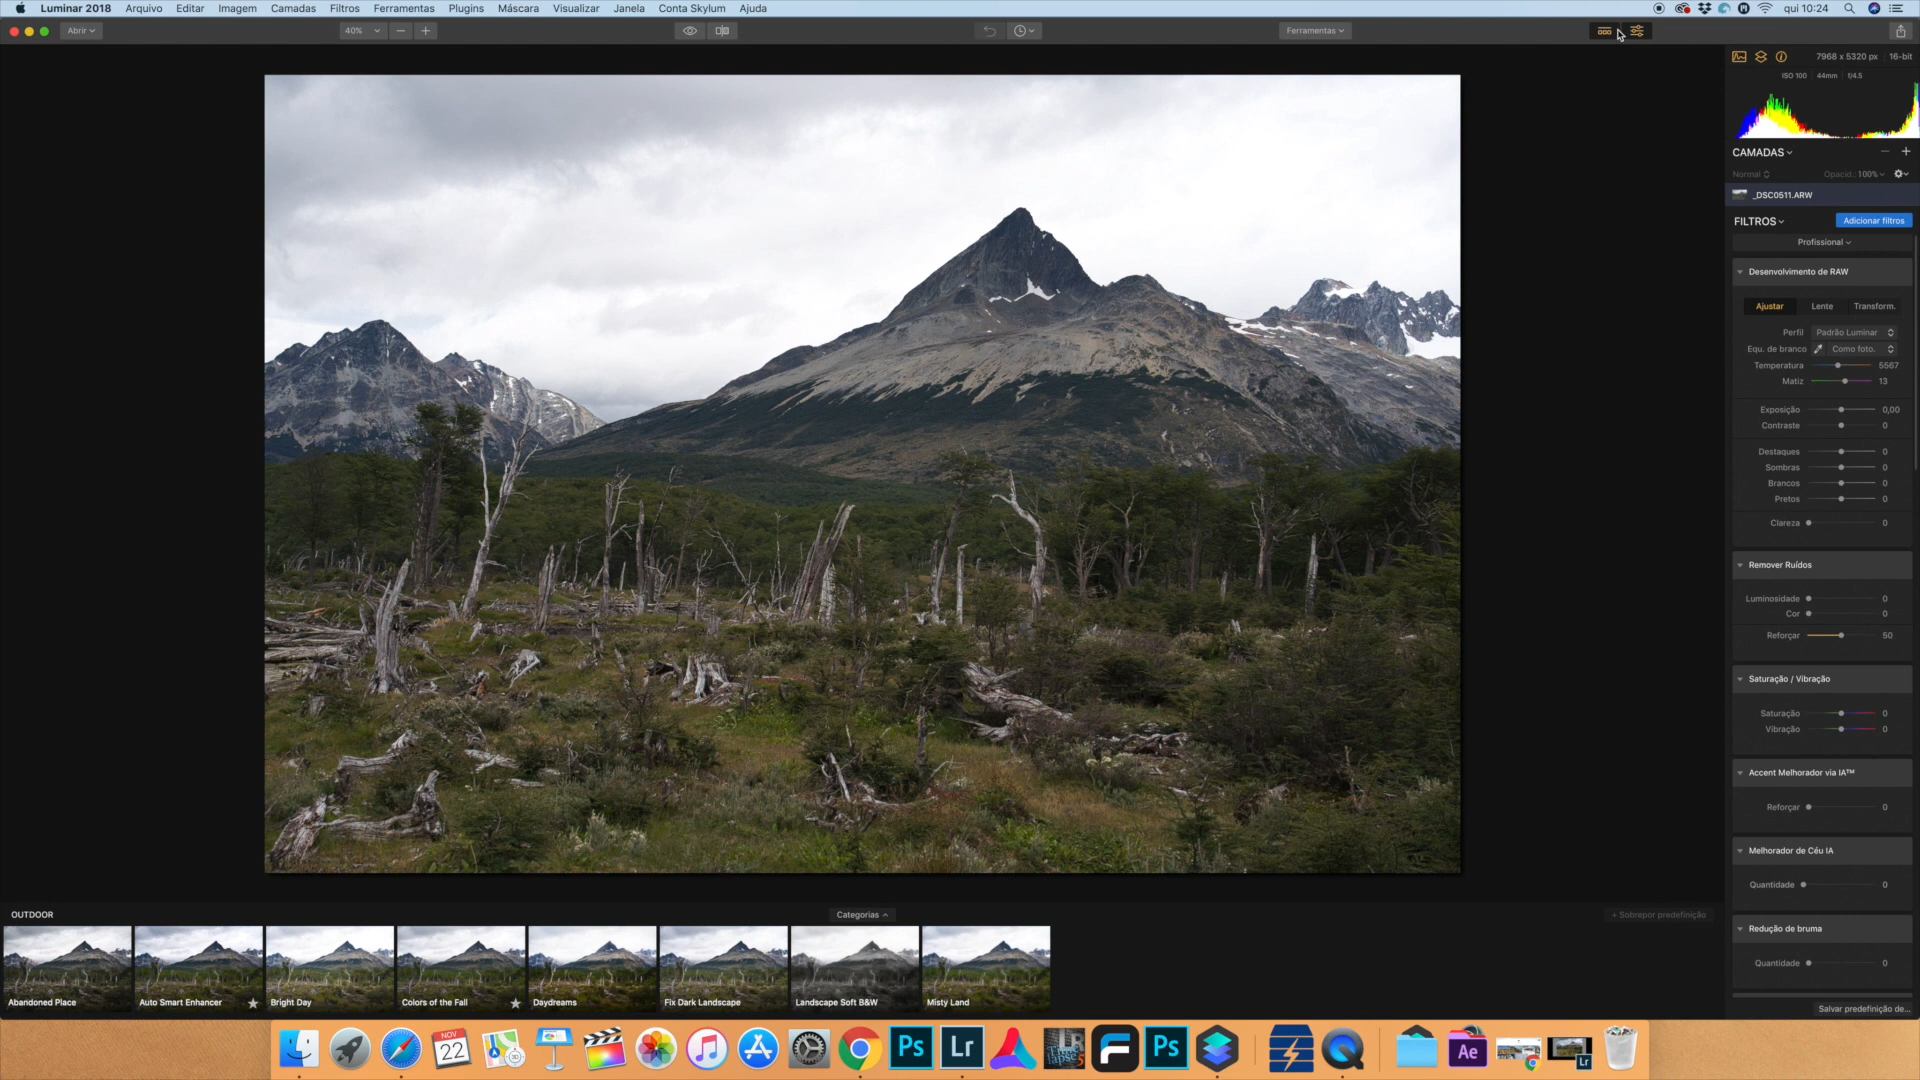 Luminar 2018 Arquivo Editar Imagem Camadas Filtros Ferramentas Plugins Máscara Visualizar Janela Conta Skylum Ajuda qui 10:24
Abrir 40% Ferramentas
7968 x 5320 px 16-bit
ISO 100 44mm f/4.5
CAMADAS
Normal Opacid.: 100%
_DSC0511.ARW
FILTROS Adicionar filtros
Profissional
Desenvolvimento de RAW
Ajustar Lente Transform.
Perfil Padrão Luminar
Equ. de branco Como foto.
Temperatura 5567
Matiz 13
Exposição 0,00
Contraste 0
Destaques 0
Sombras 0
Brancos 0
Pretos 0
Clareza 0
Remover Ruídos
Luminosidade 0
Cor 0
Reforçar 50
Saturação / Vibração
Saturação 0
Vibração 0
Accent Melhorador via IA™
Reforçar 0
Melhorador de Céu IA
Quantidade 0
Redução de bruma
Quantidade 0
Salvar predefinição de...
OUTDOOR Categorias + Sobrepor predefinição
Abandoned Place Auto Smart Enhancer Bright Day Colors of the Fall Daydreams Fix Dark Landscape Landscape Soft B&W Misty Land
NOV
22
3D
Ps Lr LR Ps Ae Lr